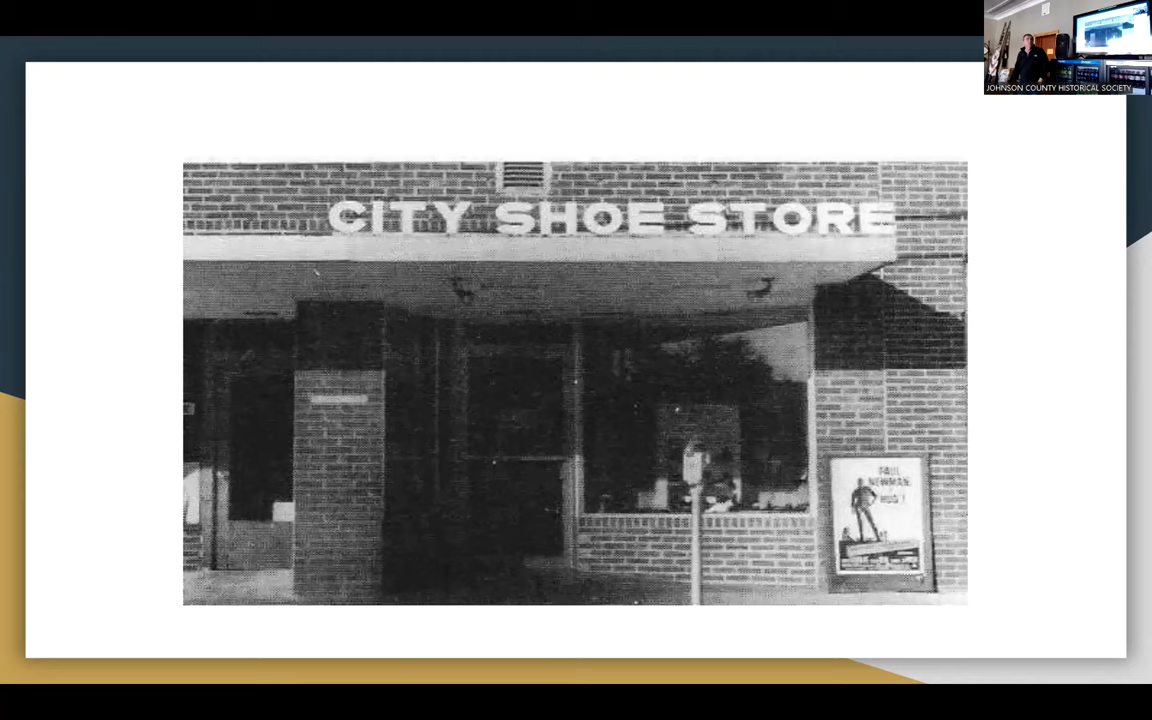 JOHNSON COUNTY HISTORICAL SOCIETY
CITY SHOE STORE
PAUL
NEWMAN
HUD